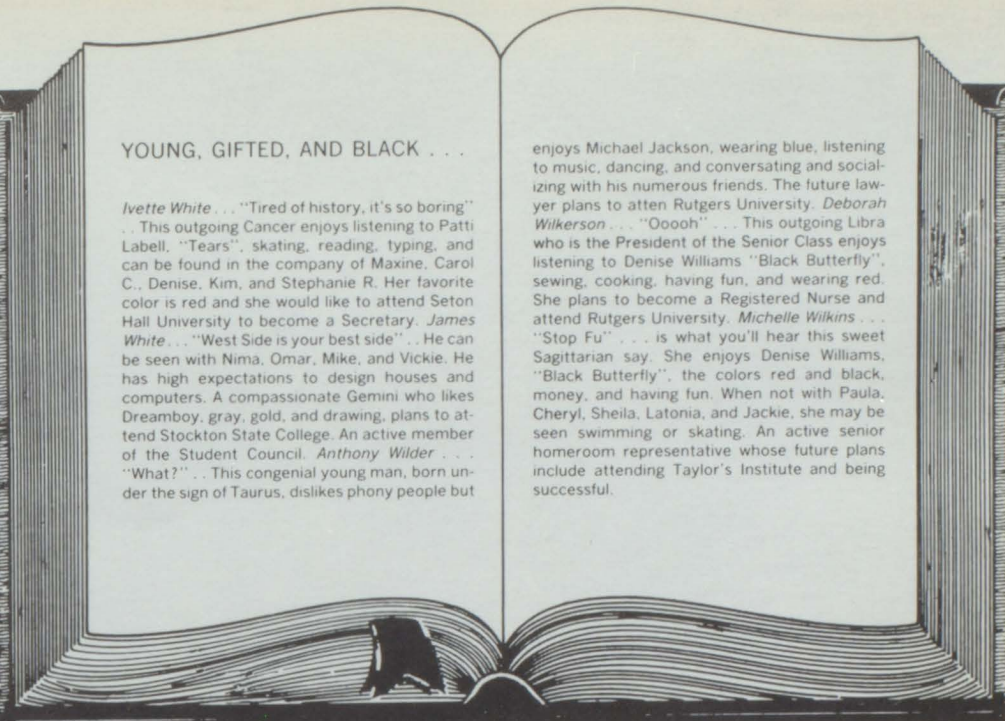 YOUNG, GIFTED, AND BLACK . . .
Ivette White . . . "Tired of history, it's so boring"
. . This outgoing Cancer enjoys listening to Patti
Labell, "Tears", skating, reading, typing, and
can be found in the company of Maxine, Carol
C., Denise, Kim, and Stephanie R. Her favorite
color is red and she would like to attend Seton
Hall University to become a Secretary. James
White . . . "West Side is your best side" . . He can
be seen with Nima, Omar, Mike, and Vickie. He
has high expectations to design houses and
computers. A compassionate Gemini who likes
Dreamboy, gray, gold, and drawing, plans to at-
tend Stockton State College. An active member
of the Student Council. Anthony Wilder . . .
"What?" . . This congenial young man, born un-
der the sign of Taurus, dislikes phony people but
enjoys Michael Jackson, wearing blue, listening
to music, dancing, and conversating and social-
izing with his numerous friends. The future law-
yer plans to atten Rutgers University. Deborah
Wilkerson . . . "Ooooh" . . . This outgoing Libra
who is the President of the Senior Class enjoys
listening to Denise Williams "Black Butterfly",
sewing, cooking, having fun, and wearing red.
She plans to become a Registered Nurse and
attend Rutgers University. Michelle Wilkins . . .
"Stop Fu" . . . is what you'll hear this sweet
Sagittarian say. She enjoys Denise Williams,
"Black Butterfly", the colors red and black,
money, and having fun. When not with Paula,
Cheryl, Sheila, Latonia, and Jackie, she may be
seen swimming or skating. An active senior
homeroom representative whose future plans
include attending Taylor's Institute and being
successful.